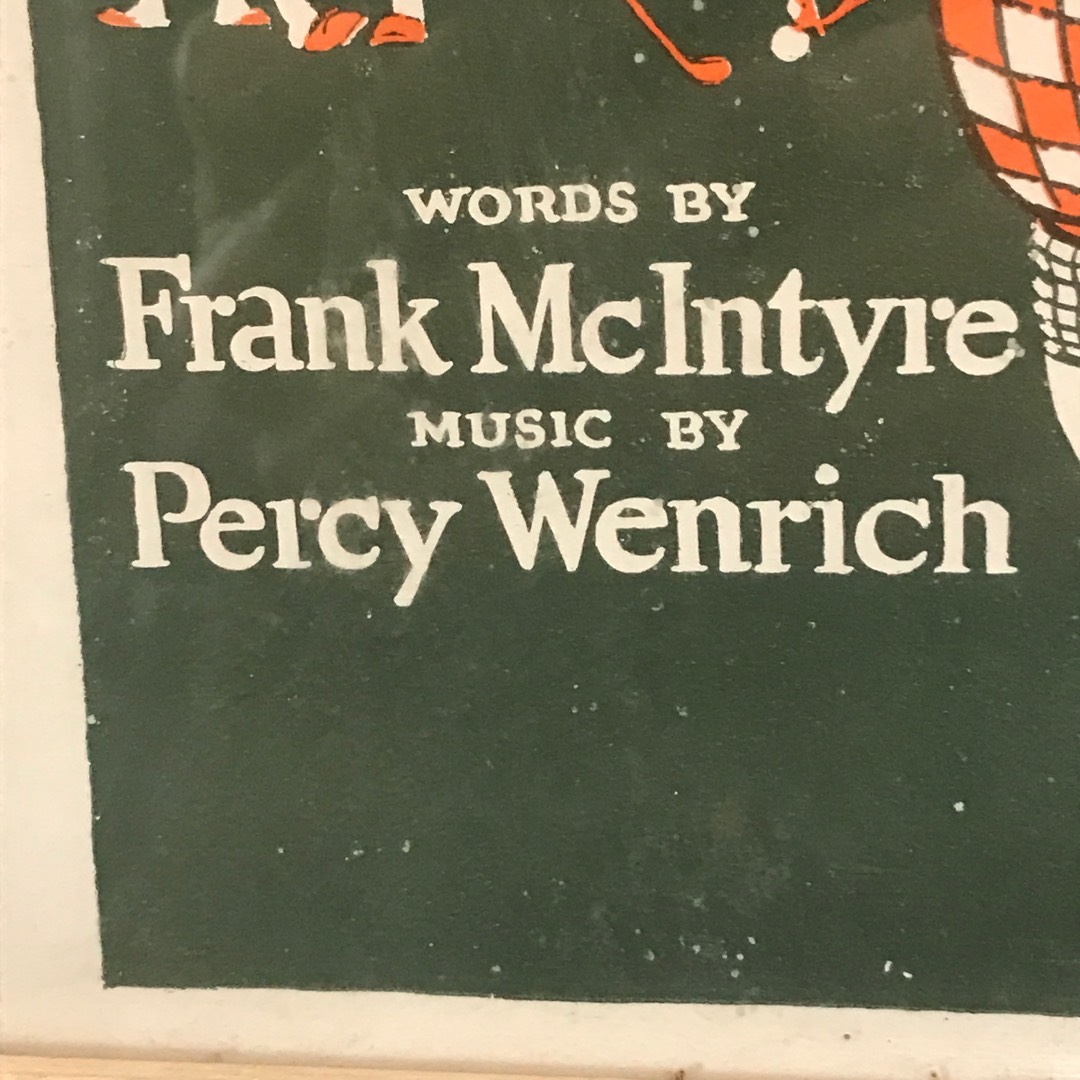 WORDS BY
Frank McIntyre
MUSIC BY
Percy Wenrich